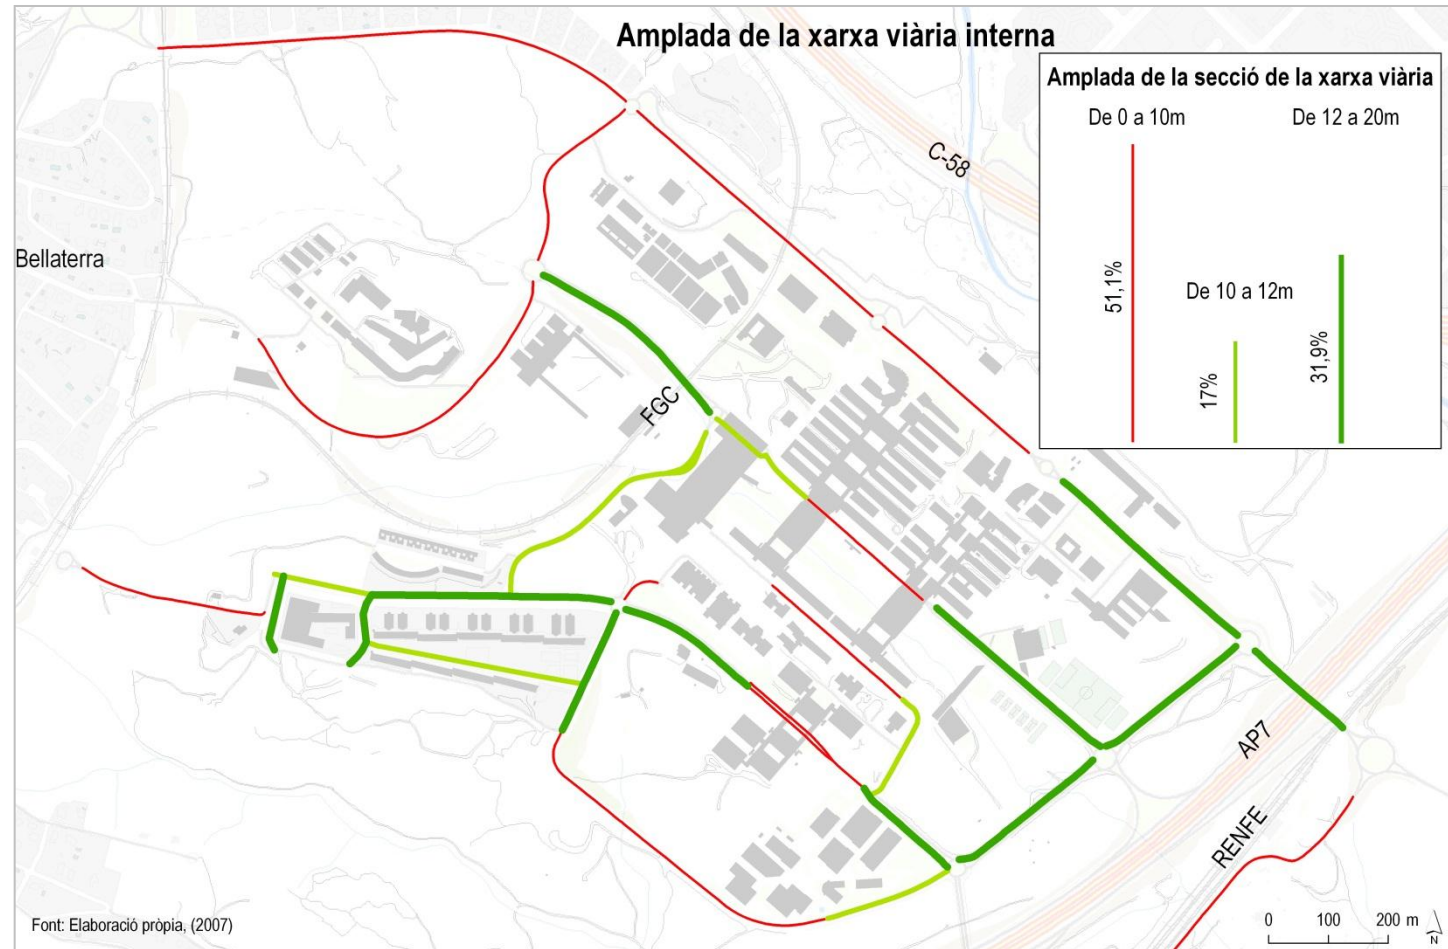 Amplada de la xarxa viària interna
Amplada de la secció de la xarxa viària
De 0 a 10m
De 12 a 20m
De 10 a 12m
51,1%
17%
31,9%
C-58
Bellaterra
FGC
AP7
RENFE
Font: Elaboració pròpia, (2007)
0 100 200 m
N